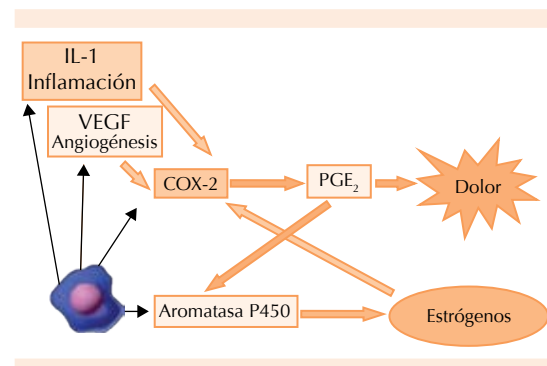 IL-1
Inflamación
VEGF
Angiogénesis
COX-2
PGE₂
Dolor
Aromatasa P450
Estrógenos